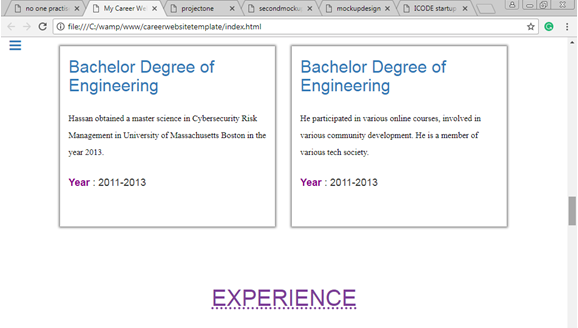 no one practi
My Career We
projectone
secondmocku
mockupdesign
ICODE startup
file:///C:/wamp/www/careerwebsitetemplate/index.html
Bachelor Degree of
Engineering
Hassan obtained a master science in Cybersecurity Risk
Management in University of Massachusetts Boston in the
year 2013.
Year : 2011-2013
Bachelor Degree of
Engineering
He participated in various online courses, involved in
various community development. He is a member of
various tech society.
Year : 2011-2013
EXPERIENCE